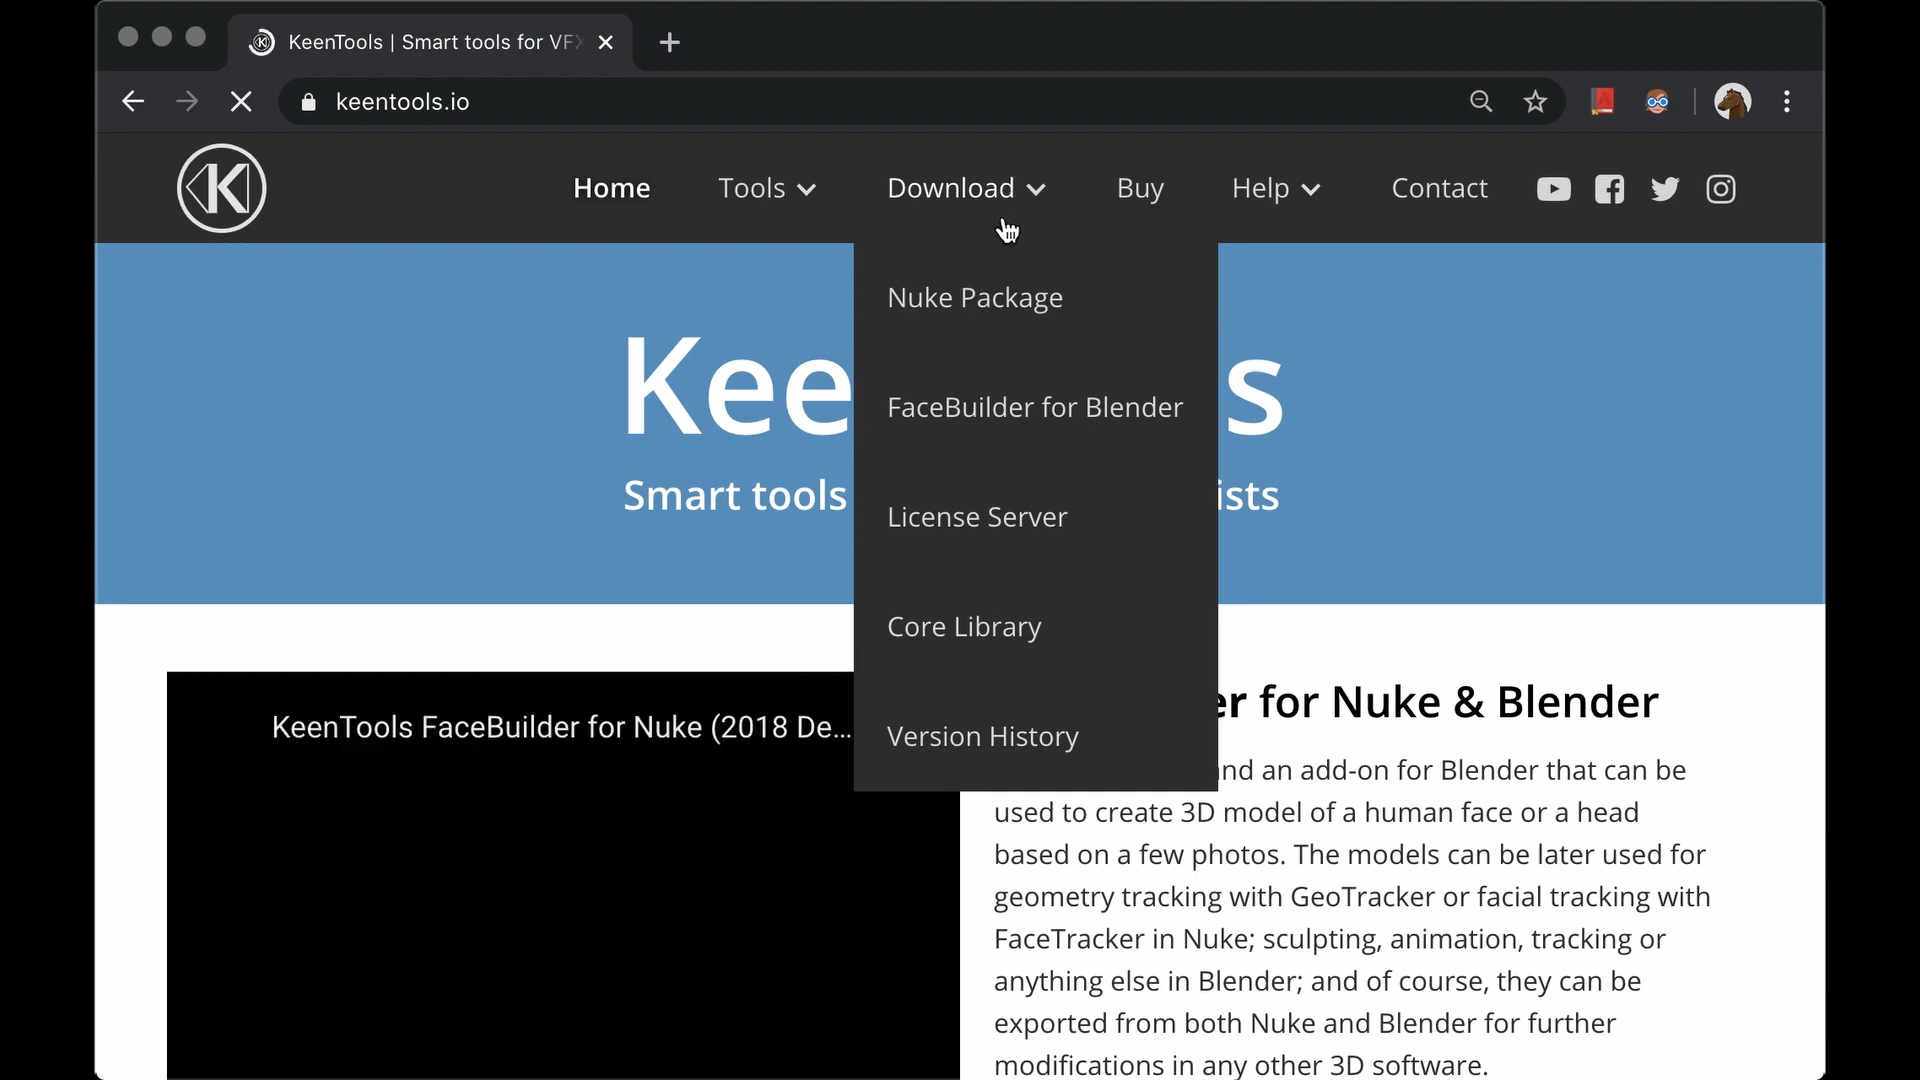 KeenTools | Smart tools for VFX
keentools.io
K
Home
Tools
Download
Buy
Help
Contact
Nuke Package
FaceBuilder for Blender
License Server
Core Library
Version History
Kee s
Smart tools ists
KeenTools FaceBuilder for Nuke (2018 De...
er for Nuke & Blender
nd an add-on for Blender that can be
used to create 3D model of a human face or a head
based on a few photos. The models can be later used for
geometry tracking with GeoTracker or facial tracking with
FaceTracker in Nuke; sculpting, animation, tracking or
anything else in Blender; and of course, they can be
exported from both Nuke and Blender for further
modifications in any other 3D software.